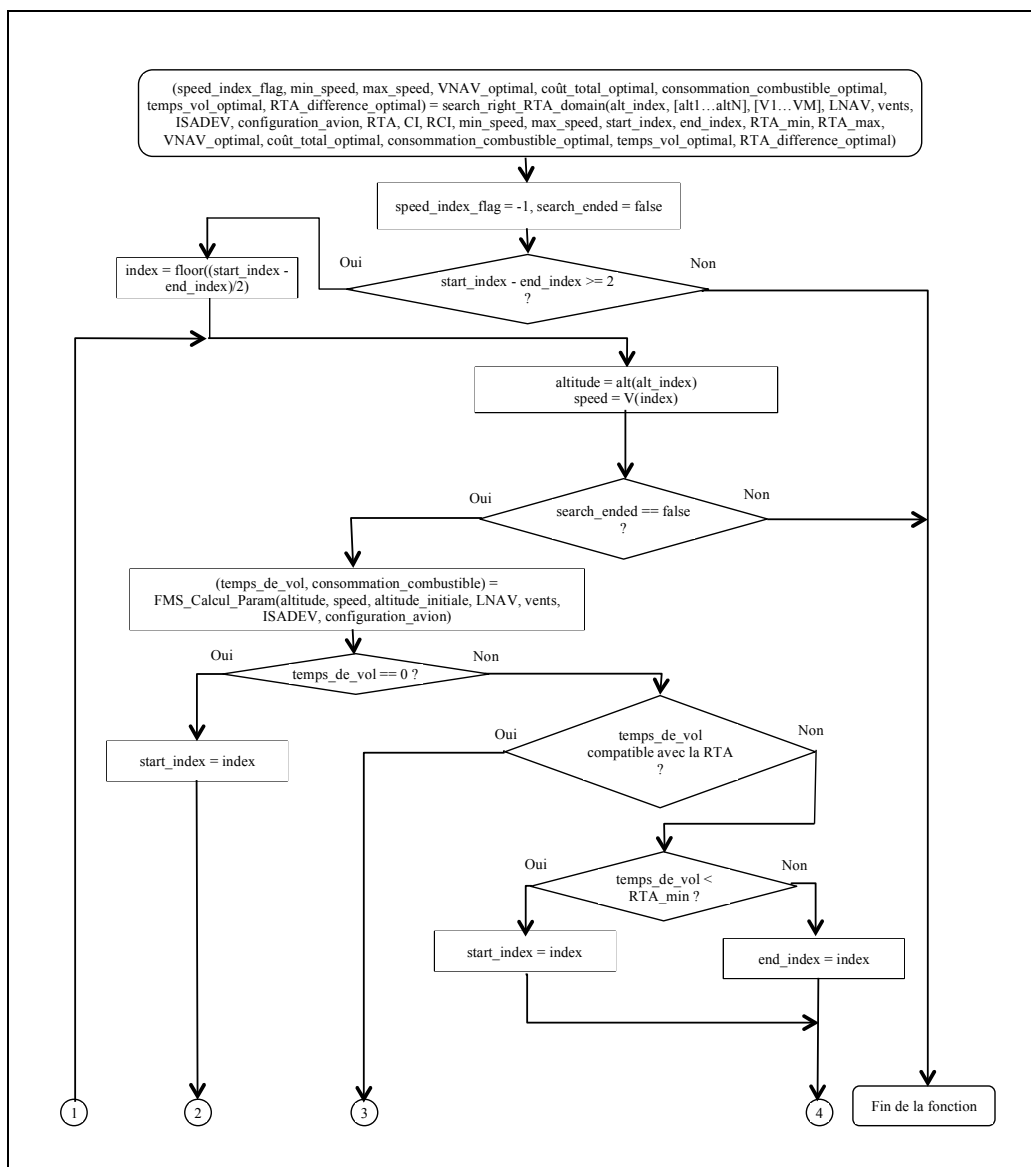 (speed_index_flag, min_speed, max_speed, VNAV_optimal, coût_total_optimal, consommation_combustible_optimal,
temps_vol_optimal, RTA_difference_optimal) = search_right_RTA_domain(alt_index, [alt1…altN], [V1…VM], LNAV, vents,
ISADEV, configuration_avion, RTA, CI, RCI, min_speed, max_speed, start_index, end_index, RTA_min, RTA_max,
VNAV_optimal, coût_total_optimal, consommation_combustible_optimal, temps_vol_optimal, RTA_difference_optimal)
speed_index_flag = -1, search_ended = false
Oui
Non
index = floor((start_index -
end_index)/2)
start_index - end_index >= 2
?
altitude = alt(alt_index)
speed = V(index)
Oui
Non
search_ended == false
?
(temps_de_vol, consommation_combustible) =
FMS_Calcul_Param(altitude, speed, altitude_initiale, LNAV, vents,
ISADEV, configuration_avion)
Oui
Non
temps_de_vol == 0 ?
Oui
Non
temps_de_vol
compatible avec la RTA
?
start_index = index
Oui
Non
temps_de_vol <
RTA_min ?
start_index = index
end_index = index
1
2
3
4
Fin de la fonction